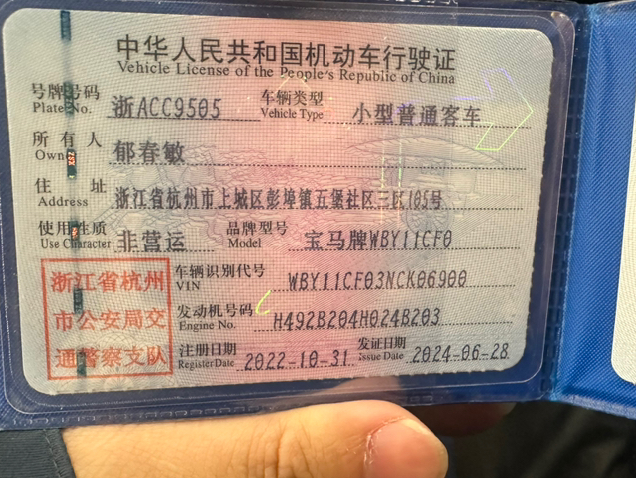 中华人民共和国机动车行驶证
Vehicle License of the People's Republic of China
号牌号码 浙ACC9505 车辆类型 小型普通客车
Plate No. Vehicle Type
所有人 郁春敏
Owner
住址 浙江省杭州市上城区彭埠镇五堡社区三区105号
Address
使用性质 非营运 品牌型号 宝马牌WBY11CF0
Use Character Model
浙江省杭州
市公安局交
通警察支队
车辆识别代号 WBY11CF03NCK06900
VIN
发动机号码 H492B204H024B203
Engine No.
注册日期 2022-10-31 发证日期 2024-06-28
Register Date Issue Date